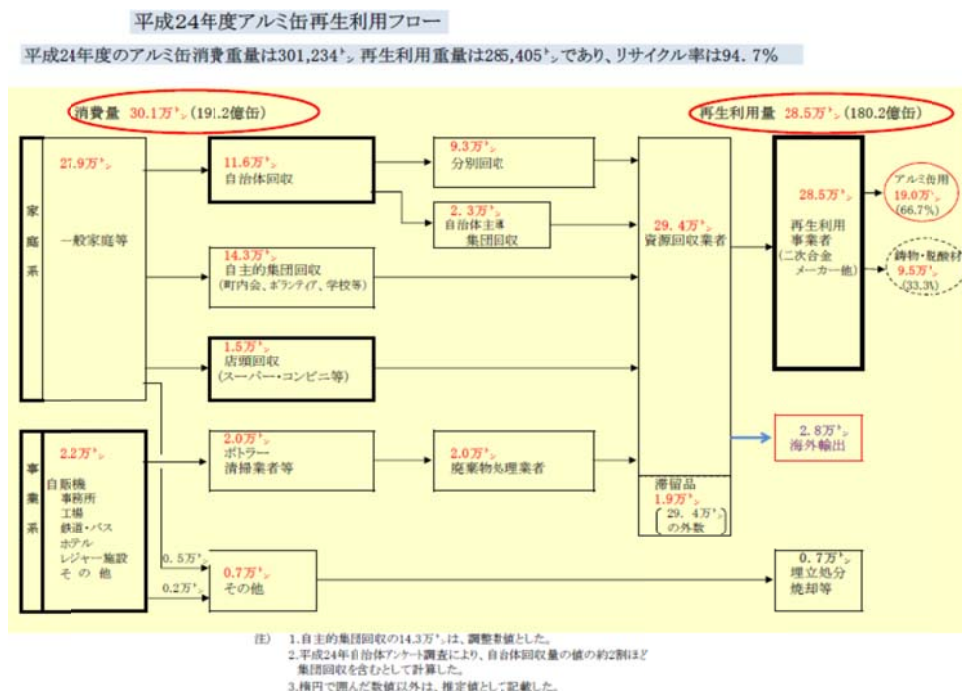 平成24年度アルミ缶再生利用フロー
平成24年度のアルミ缶消費重量は301,234㌧ 再生利用重量は285,405㌧であり、リサイクル率は94.7%
消費量 30.1万㌧(191.2億缶)
再生利用量 28.5万㌧(180.2億缶)
家庭系
27.9万㌧
一般家庭等
11.6万㌧
自治体回収
9.3万㌧
分別回収
2.3万㌧
自治体主導
集団回収
14.3万㌧
自主的集団回収
(町内会、ボランティア、学校等)
1.5万㌧
店頭回収
(スーパー・コンビニ等)
29.4万㌧
資源回収業者
28.5万㌧
再生利用
事業者
(二次合金
メーカー他)
アルミ缶用
19.0万㌧
(66.7%)
鋳物・脱酸材
9.5万㌧
(33.3%)
事業系
2.2万㌧
自販機
事務所
工場
鉄道・バス
ホテル
レジャー施設
その他
2.0万㌧
ボトラー
清掃業者等
2.0万㌧
廃棄物処理業者
滞留品
1.9万㌧
29.4万㌧
の外数
2.8万㌧
海外輸出
0.5万㌧
0.2万㌧
0.7万㌧
その他
0.7万㌧
埋立処分
焼却等
注) 1.自主的集団回収の14.3万㌧は、調整数値とした。
2.平成24年自治体アンケート調査により、自治体回収量の値の約2割ほど
集団回収を含むとして計算した。
3.楕円で囲んだ数値以外は、推定値として記載した。